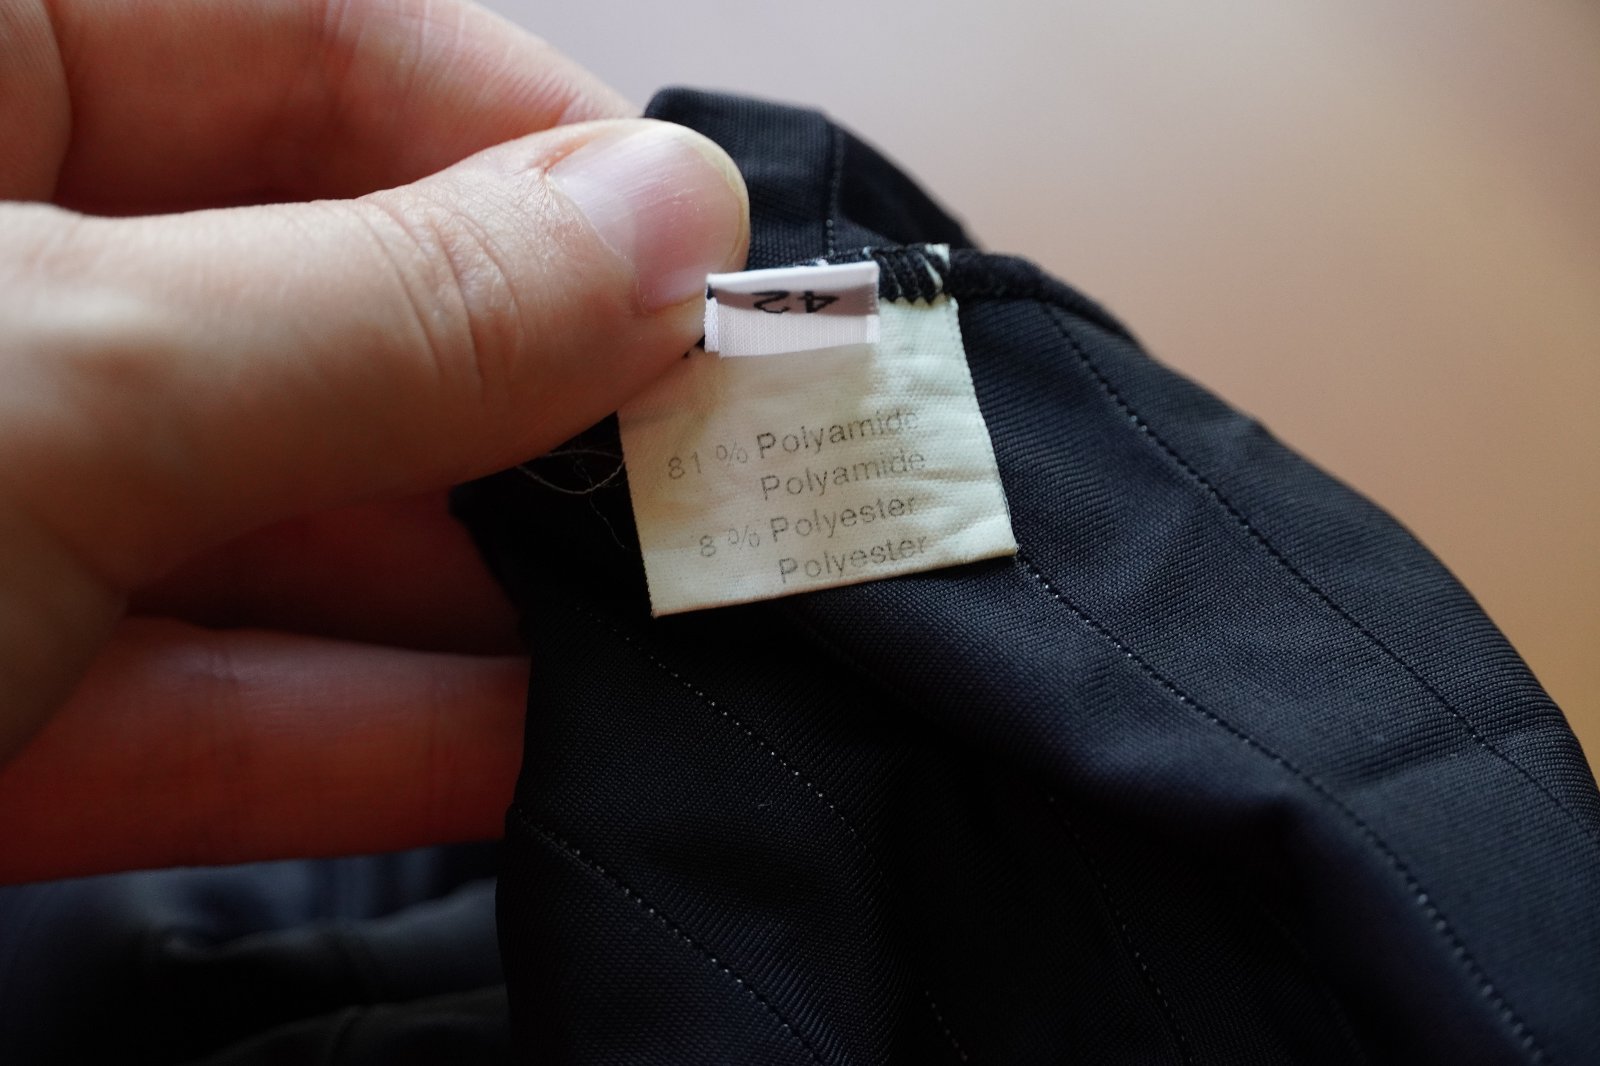 42
81 % Polyamide
Polyamide
8 % Polyester
Polyester